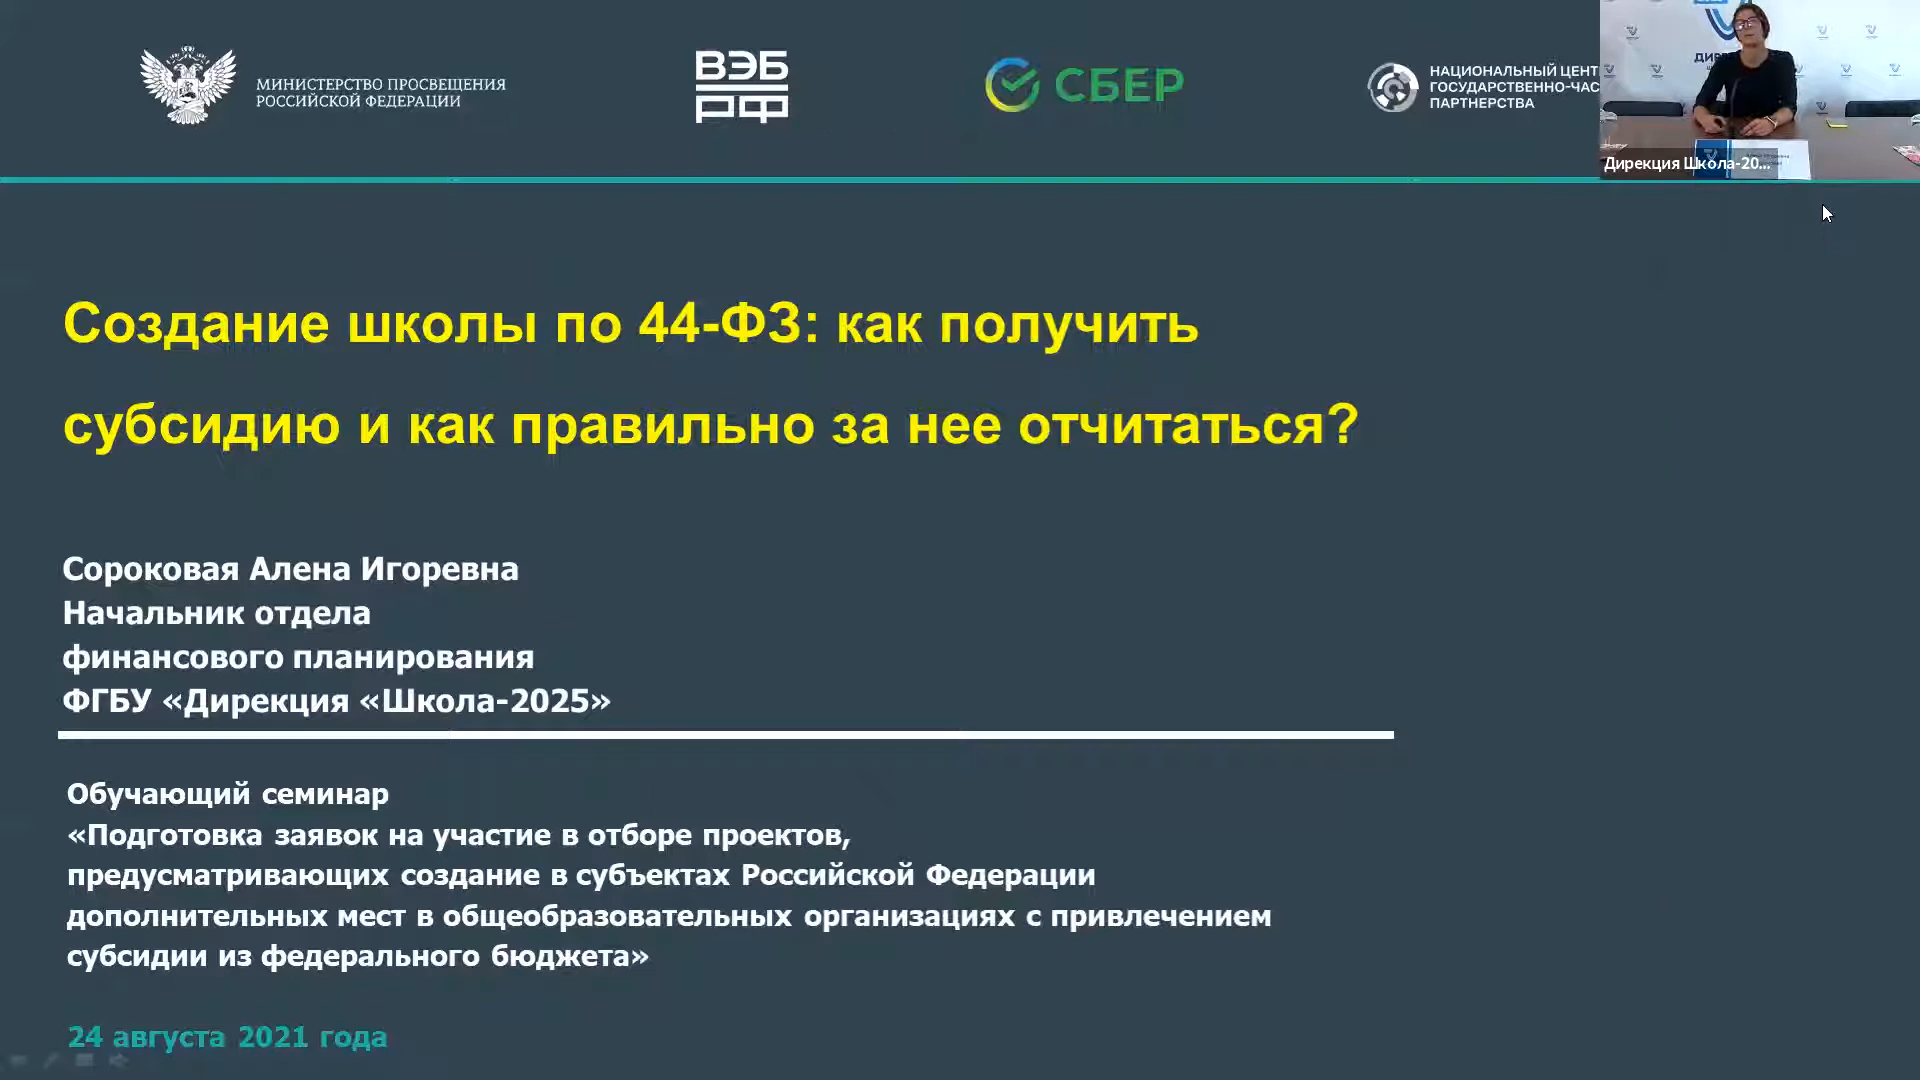 МИНИСТЕРСТВО ПРОСВЕЩЕНИЯ
РОССИЙСКОЙ ФЕДЕРАЦИИ
ВЭБ
РФ
СБЕР
НАЦИОНАЛЬНЫЙ ЦЕНТ
ГОСУДАРСТВЕННО-ЧАС
ПАРТНЕРСТВА
Дирекция Школа-20...
Создание школы по 44-ФЗ: как получить
субсидию и как правильно за нее отчитаться?
Сороковая Алена Игоревна
Начальник отдела
финансового планирования
ФГБУ «Дирекция «Школа-2025»
Обучающий семинар
«Подготовка заявок на участие в отборе проектов,
предусматривающих создание в субъектах Российской Федерации
дополнительных мест в общеобразовательных организациях с привлечением
субсидии из федерального бюджета»
24 августа 2021 года